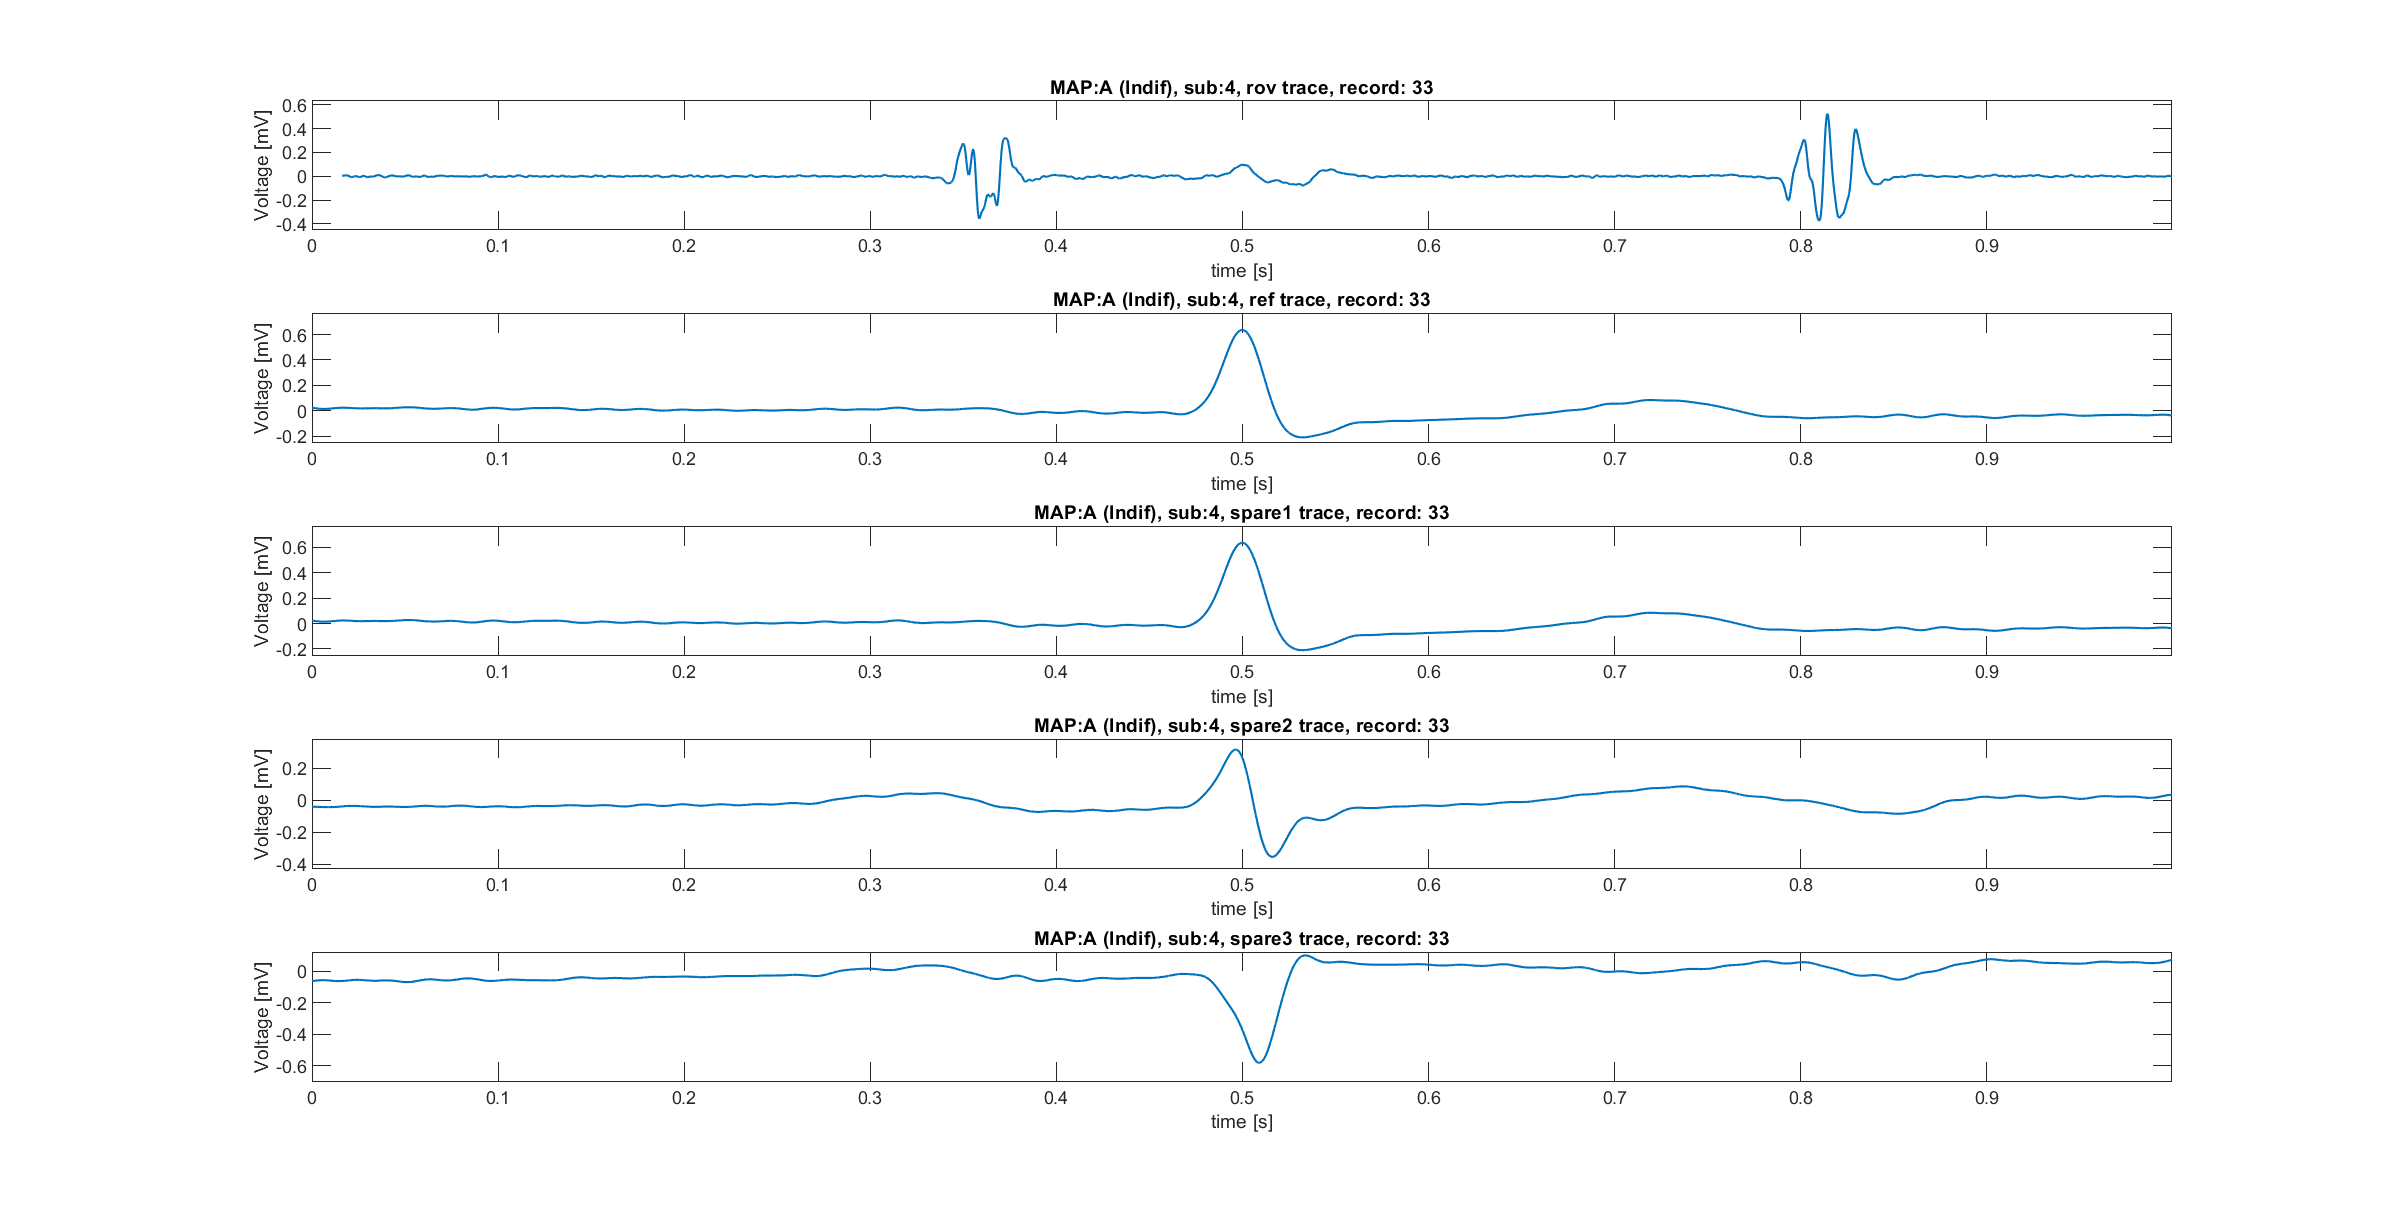 MAP:A (Indif), sub:4, rov trace, record: 33
Voltage [mV]
0.6
0.4
0.2
0
-0.2
-0.4
0 0.1 0.2 0.3 0.4 0.5 0.6 0.7 0.8 0.9
time [s]
MAP:A (Indif), sub:4, ref trace, record: 33
Voltage [mV]
0.6
0.4
0.2
0
-0.2
0 0.1 0.2 0.3 0.4 0.5 0.6 0.7 0.8 0.9
time [s]
MAP:A (Indif), sub:4, spare1 trace, record: 33
Voltage [mV]
0.6
0.4
0.2
0
-0.2
0 0.1 0.2 0.3 0.4 0.5 0.6 0.7 0.8 0.9
time [s]
MAP:A (Indif), sub:4, spare2 trace, record: 33
Voltage [mV]
0.2
0
-0.2
-0.4
0 0.1 0.2 0.3 0.4 0.5 0.6 0.7 0.8 0.9
time [s]
MAP:A (Indif), sub:4, spare3 trace, record: 33
Voltage [mV]
0
-0.2
-0.4
-0.6
0 0.1 0.2 0.3 0.4 0.5 0.6 0.7 0.8 0.9
time [s]